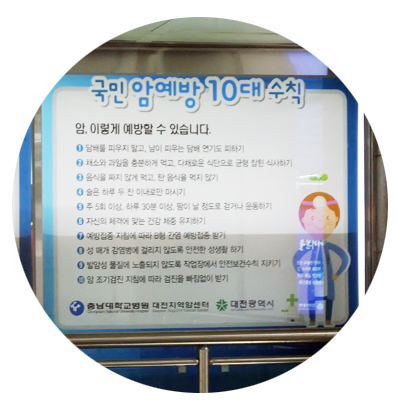 국민 암예방 10대 수칙
암, 이렇게 예방할 수 있습니다.
1 담배를 피우지 말고, 남이 피우는 담배 연기도 피하기
2 채소와 과일을 충분하게 먹고, 다채로운 식단으로 균형 잡힌 식사하기
3 음식을 짜지 않게 먹고, 탄 음식을 먹지 않기
4 술은 하루 두 잔 이내로만 마시기
5 주 5회 이상, 하루 30분 이상, 땀이 날 정도로 걷거나 운동하기
6 자신의 체격에 맞는 건강 체중 유지하기
7 예방접종 지침에 따라 B형 간염 예방접종 받기
8 성 매개 감염병에 걸리지 않도록 안전한 성생활 하기
9 발암성 물질에 노출되지 않도록 작업장에서 안전보건수칙 지키기
10 암 조기검진 지침에 따라 검진을 빠짐없이 받기
충남대학교병원 대전지역암센터 대전광역시